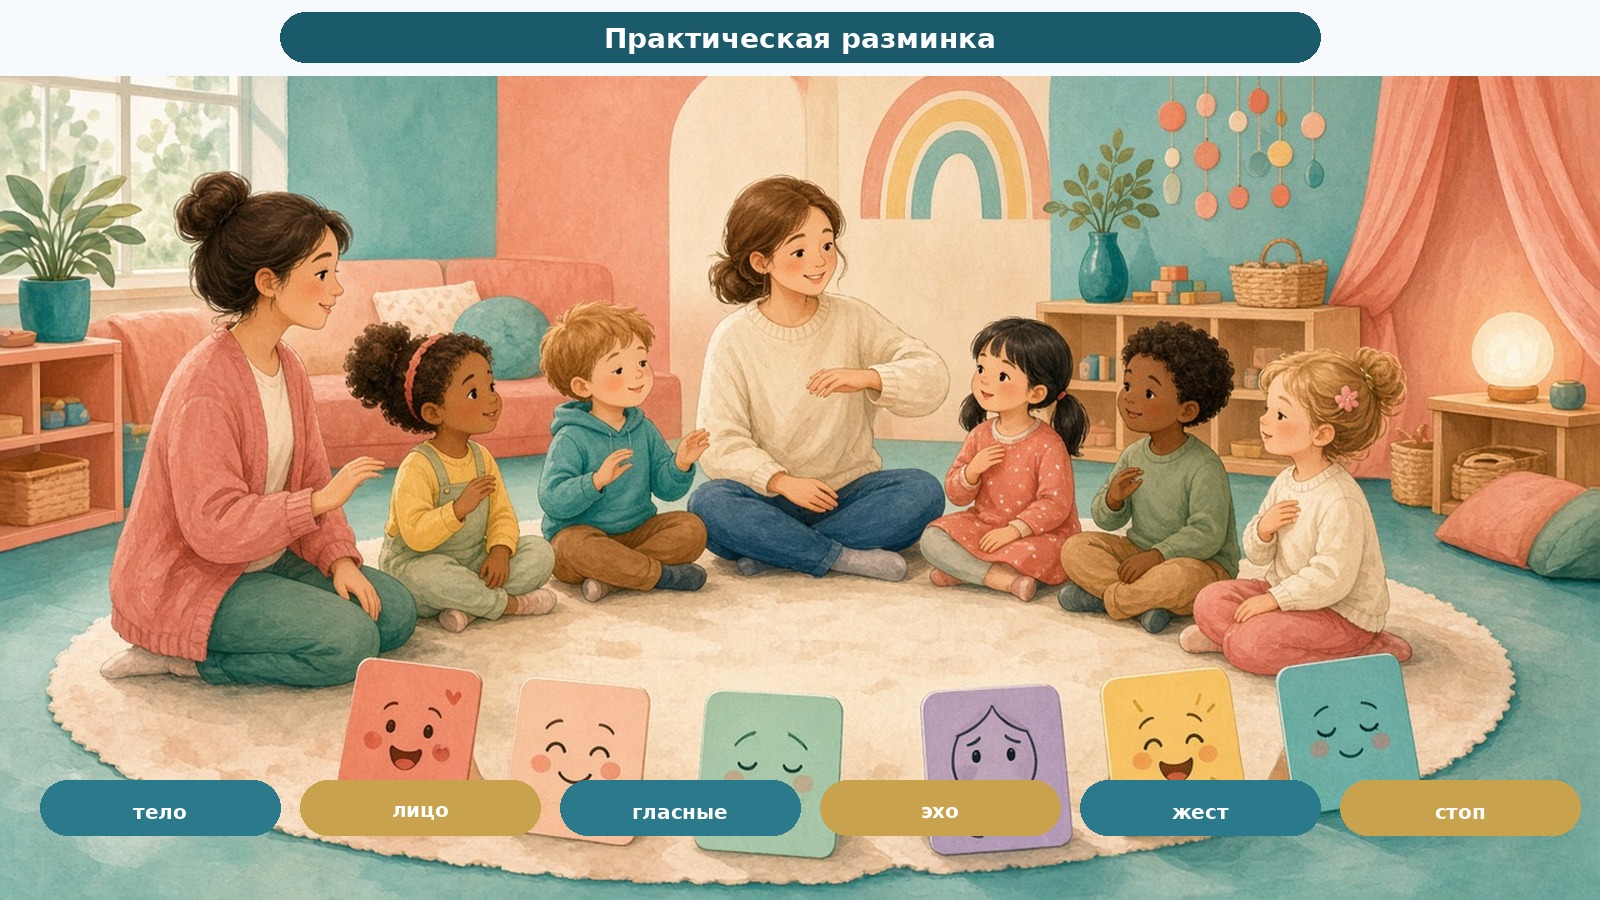 Практическая разминка
тело
лицо
гласные
эхо
жест
стоп